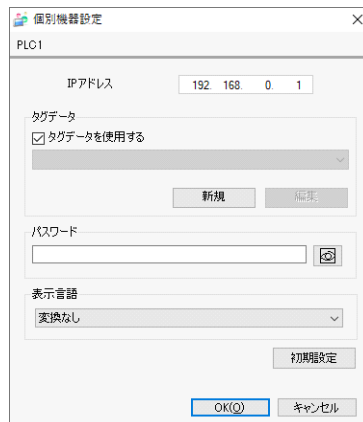 個別機器設定
PLC1
IPアドレス 192. 168. 0. 1
タグデータ
タグデータを使用する
新規 編集
パスワード
表示言語
変換なし
初期設定
OK(O) キャンセル